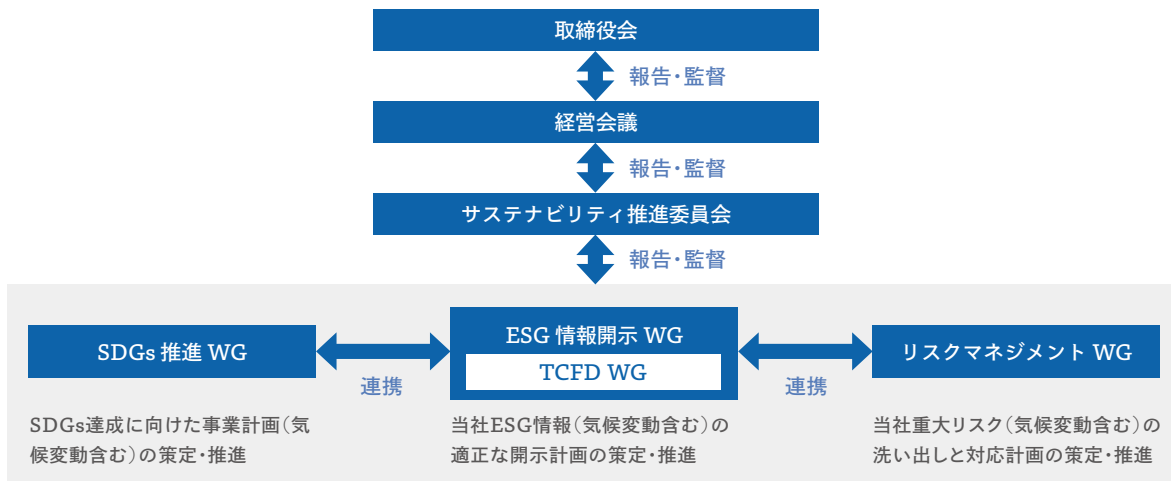 取締役会
報告・監督
経営会議
報告・監督
サステナビリティ推進委員会
報告・監督
SDGs 推進 WG
連携
ESG 情報開示 WG
TCFD WG
連携
リスクマネジメント WG
SDGs達成に向けた事業計画（気
候変動含む）の策定・推進
当社ESG情報（気候変動含む）の
適正な開示計画の策定・推進
当社重大リスク（気候変動含む）の
洗い出しと対応計画の策定・推進